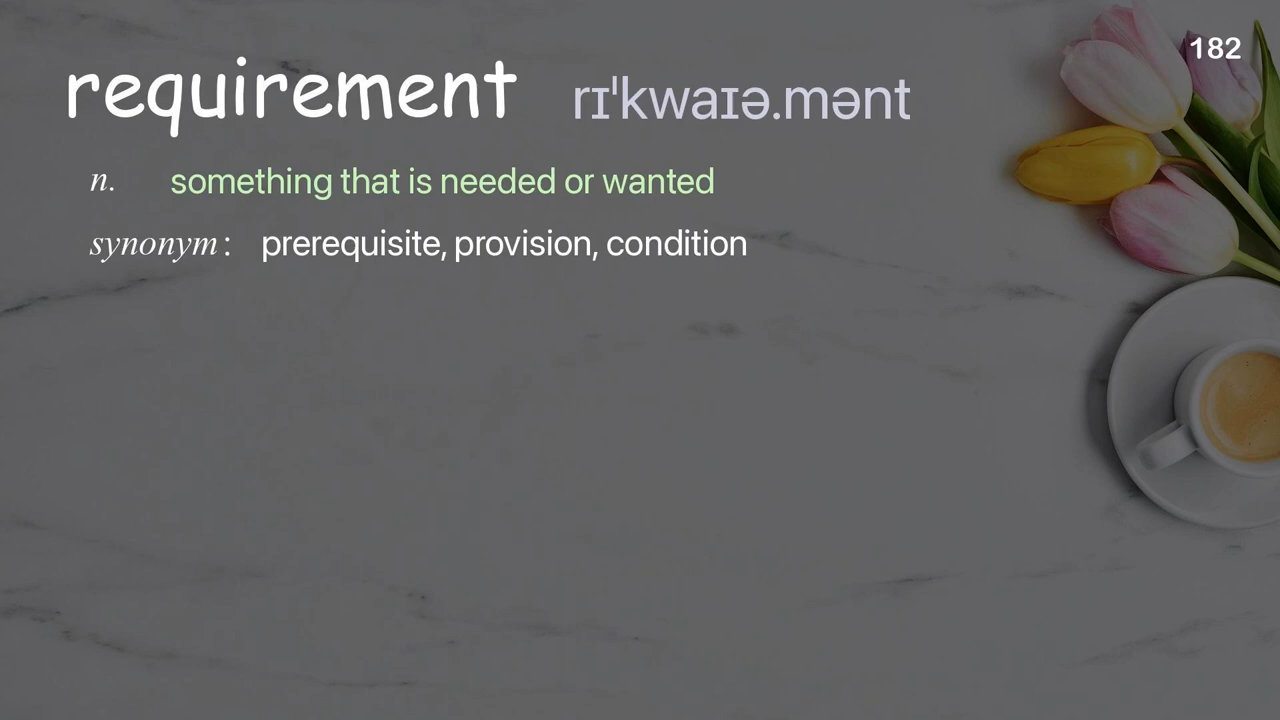 182
requirement rɪˈkwaɪə.mənt
n. something that is needed or wanted
synonym: prerequisite, provision, condition